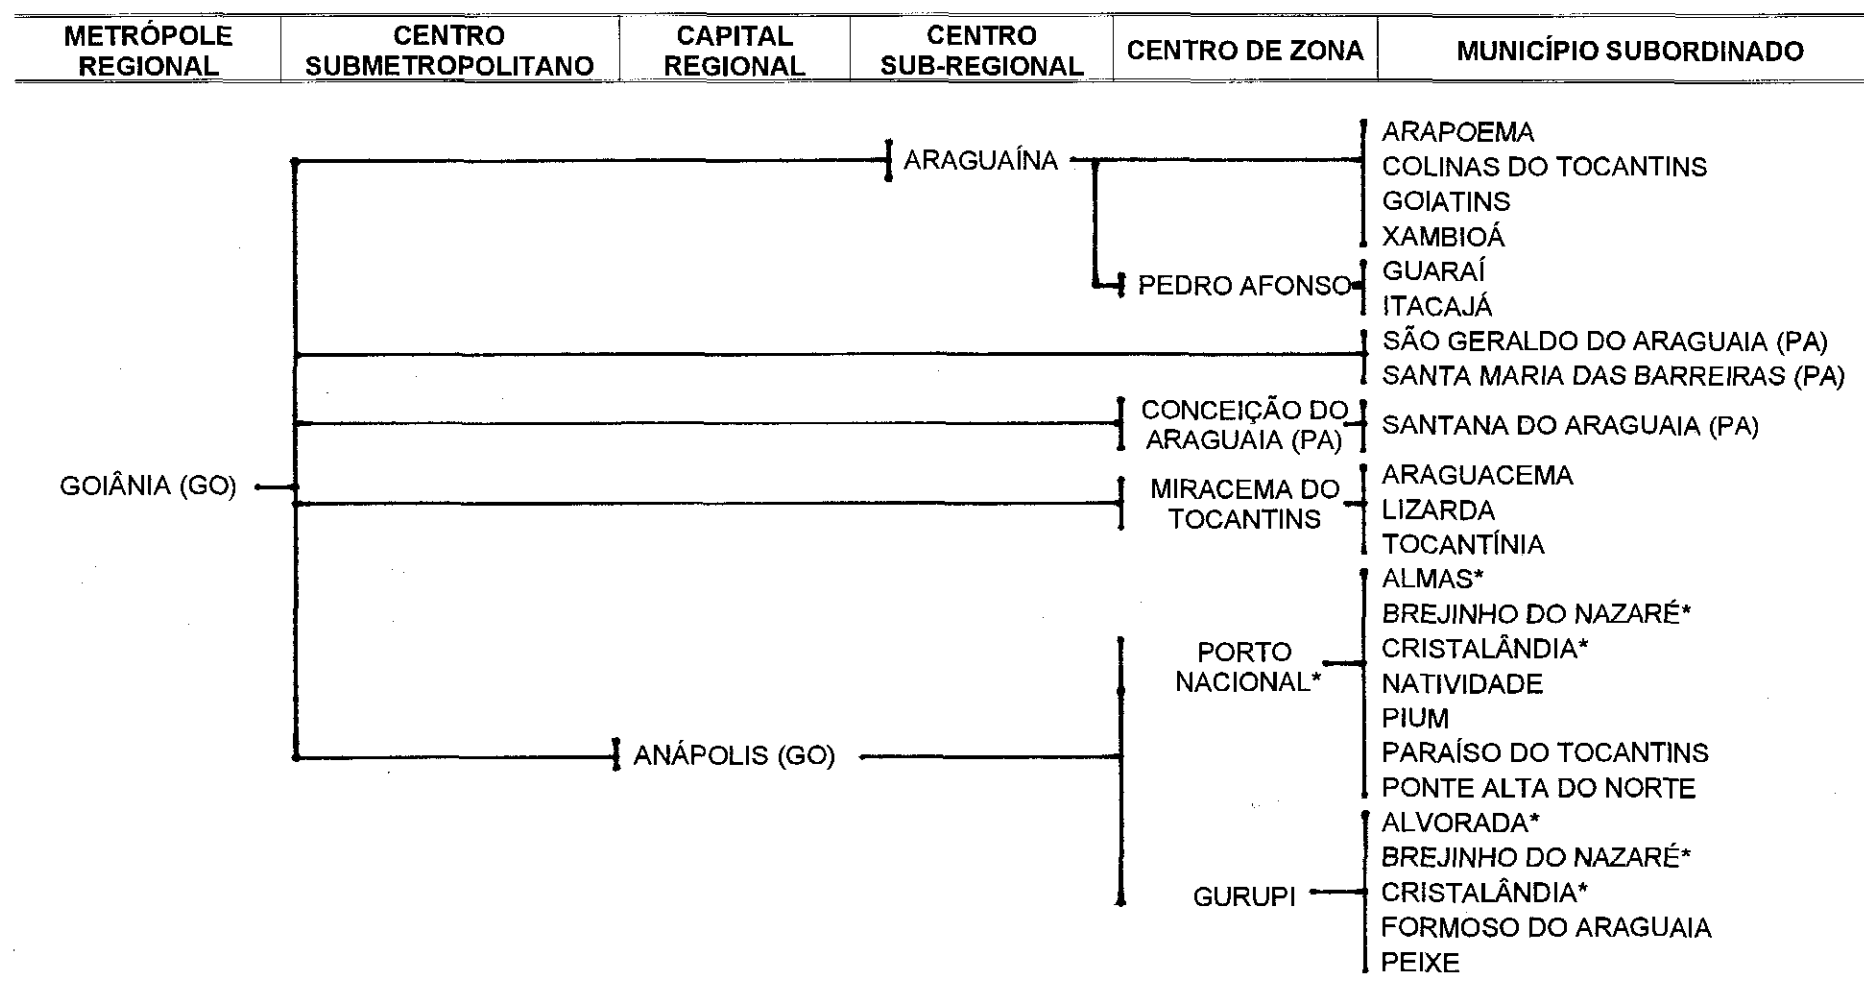 METRÓPOLE REGIONAL
CENTRO SUBMETROPOLITANO
CAPITAL REGIONAL
CENTRO SUB-REGIONAL
CENTRO DE ZONA
MUNICÍPIO SUBORDINADO
GOIÂNIA (GO)
ARAGUAÍNA
ARAPOEMA
COLINAS DO TOCANTINS
GOIATINS
XAMBIOÁ
PEDRO AFONSO
GUARAÍ
ITACAJÁ
SÃO GERALDO DO ARAGUAIA (PA)
SANTA MARIA DAS BARREIRAS (PA)
CONCEIÇÃO DO
ARAGUAIA (PA)
SANTANA DO ARAGUAIA (PA)
MIRACEMA DO
TOCANTINS
ARAGUACEMA
LIZARDA
TOCANTÍNIA
ANÁPOLIS (GO)
PORTO
NACIONAL*
ALMAS*
BREJINHO DO NAZARÉ*
CRISTALÂNDIA*
NATIVIDADE
PIUM
PARAÍSO DO TOCANTINS
PONTE ALTA DO NORTE
GURUPI
ALVORADA*
BREJINHO DO NAZARÉ*
CRISTALÂNDIA*
FORMOSO DO ARAGUAIA
PEIXE